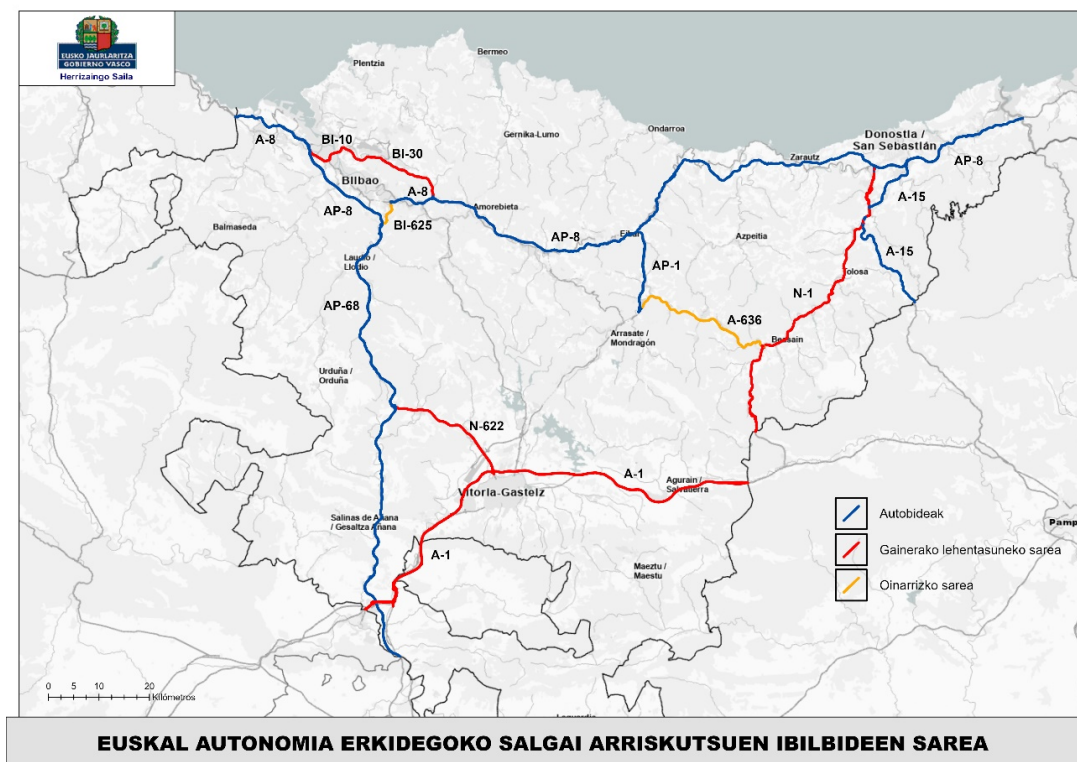 EUSKO JAURLARITZA
GOBIERNO VASCO
Herrizaingo Saila
Bermeo
Plentzia
A-8
BI-10
BI-30
Gernika-Lumo
Ondarroa
Donostia /
San Sebastián
Zarautz
AP-8
Bilbao
A-8
A-15
AP-8
BI-625
Amorebieta
Balmaseda
Eibar
AP-8
Azpeitia
Laudio /
Llodio
AP-1
A-15
Tolosa
AP-68
N-1
A-636
Arrasate /
Mondragón
Beasain
Urduña /
Orduña
N-622
A-1
Agurain /
Salvatierra
Vitoria-Gasteiz
Salinas de Añana
/ Gesaltza Añana
A-1
Maeztu /
Maestu
Autobideak
Gainerako lehentasuneko sarea
Oinarrizko sarea
Pamp
0 5 10 20
Kilómetros
EUSKAL AUTONOMIA ERKIDEGOKO SALGAI ARRISKUTSUEN IBILBIDEEN SAREA